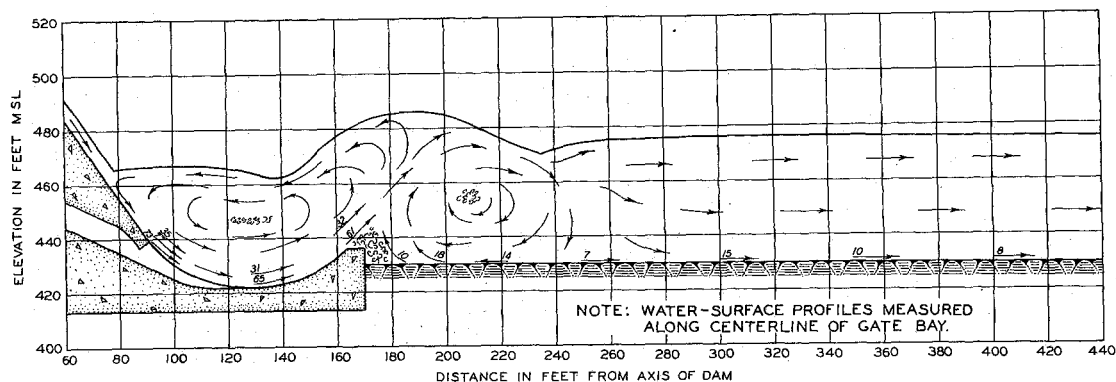 520
500
480
460
440
420
400
ELEVATION IN FEET MSL
31
65
10 18 14 7 15 10 8
NOTE: WATER-SURFACE PROFILES MEASURED
ALONG CENTERLINE OF GATE BAY.
60 80 100 120 140 160 180 200 220 240 260 280 300 320 340 360 380 400 420 440
DISTANCE IN FEET FROM AXIS OF DAM